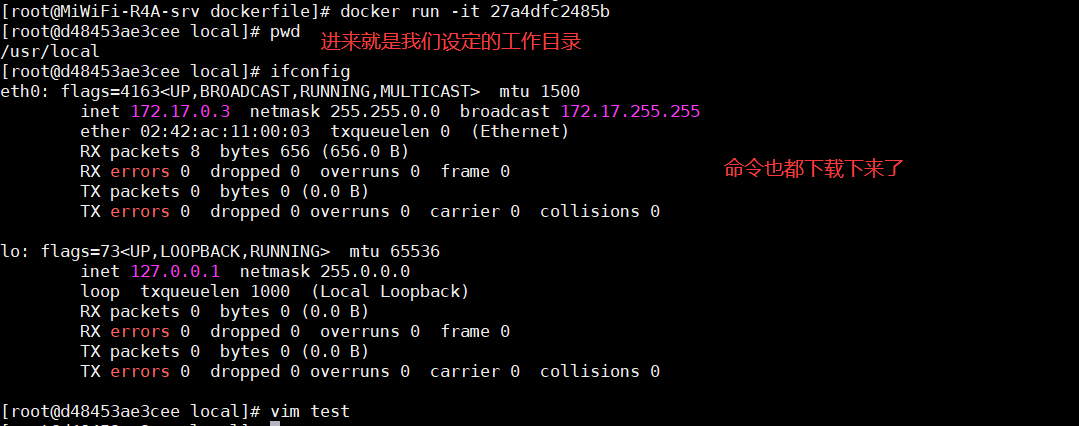 [root@MiWiFi-R4A-srv dockerfile]# docker run -it 27a4dfc2485b
[root@d48453ae3cee local]# pwd
进来就是我们设定的工作目录
/usr/local
[root@d48453ae3cee local]# ifconfig
eth0: flags=4163<UP,BROADCAST,RUNNING,MULTICAST>  mtu 1500
        inet 172.17.0.3  netmask 255.255.0.0  broadcast 172.17.255.255
        ether 02:42:ac:11:00:03  txqueuelen 0  (Ethernet)
        RX packets 8  bytes 656 (656.0 B)
        RX errors 0  dropped 0  overruns 0  frame 0
命令也都下载下来了
        TX packets 0  bytes 0 (0.0 B)
        TX errors 0  dropped 0 overruns 0  carrier 0  collisions 0
lo: flags=73<UP,LOOPBACK,RUNNING>  mtu 65536
        inet 127.0.0.1  netmask 255.0.0.0
        loop  txqueuelen 1000  (Local Loopback)
        RX packets 0  bytes 0 (0.0 B)
        RX errors 0  dropped 0  overruns 0  frame 0
        TX packets 0  bytes 0 (0.0 B)
        TX errors 0  dropped 0 overruns 0  carrier 0  collisions 0
[root@d48453ae3cee local]# vim test